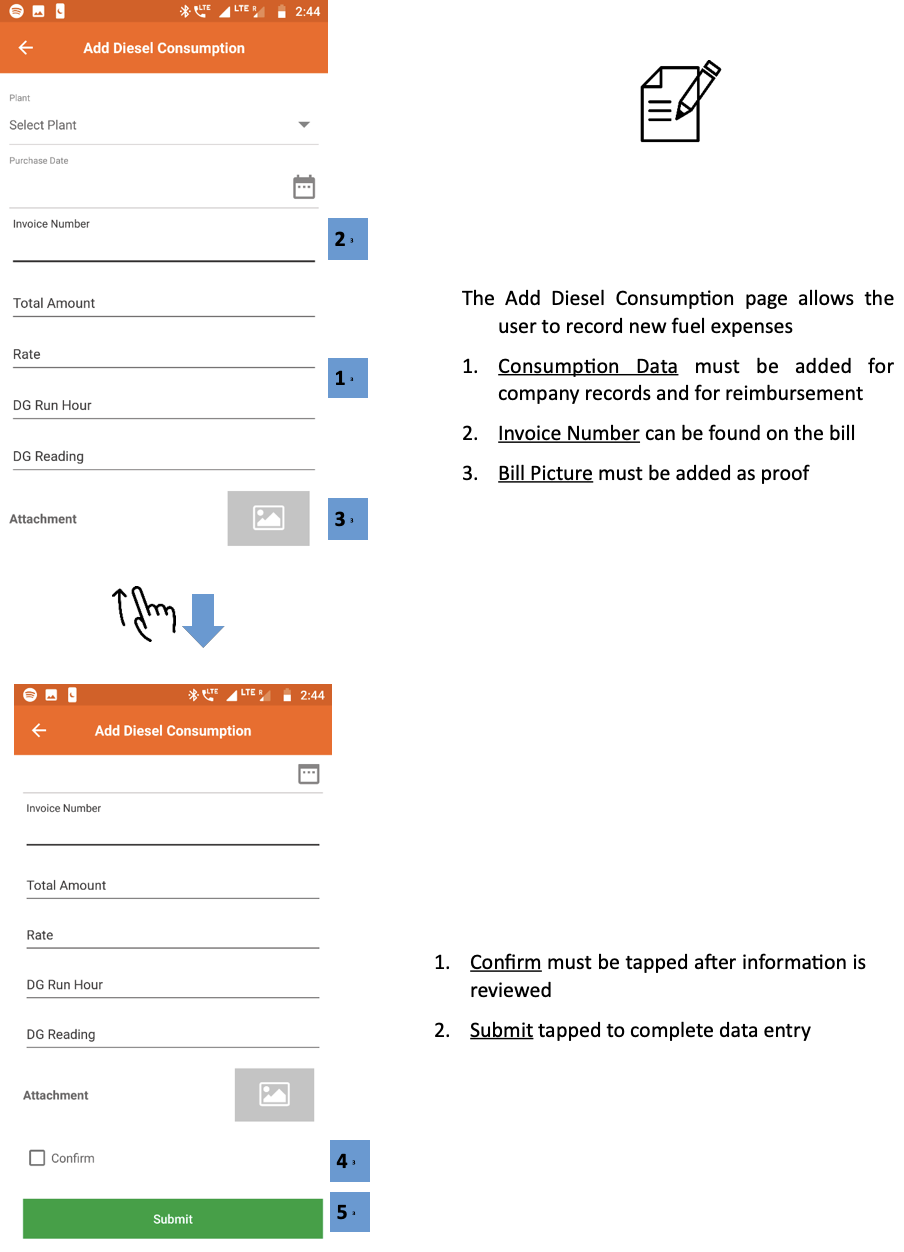 LTE LTE R 2:44
Add Diesel Consumption
Plant
Select Plant
Purchase Date
Invoice Number
2 3
Total Amount
Rate
1 3
DG Run Hour
DG Reading
Attachment
3 3
The Add Diesel Consumption page allows the
user to record new fuel expenses
1. Consumption Data must be added for
company records and for reimbursement
2. Invoice Number can be found on the bill
3. Bill Picture must be added as proof
LTE LTE R 2:44
Add Diesel Consumption
Invoice Number
Total Amount
Rate
DG Run Hour
DG Reading
Attachment
Confirm
4 3
Submit
5 3
1. Confirm must be tapped after information is
reviewed
2. Submit tapped to complete data entry